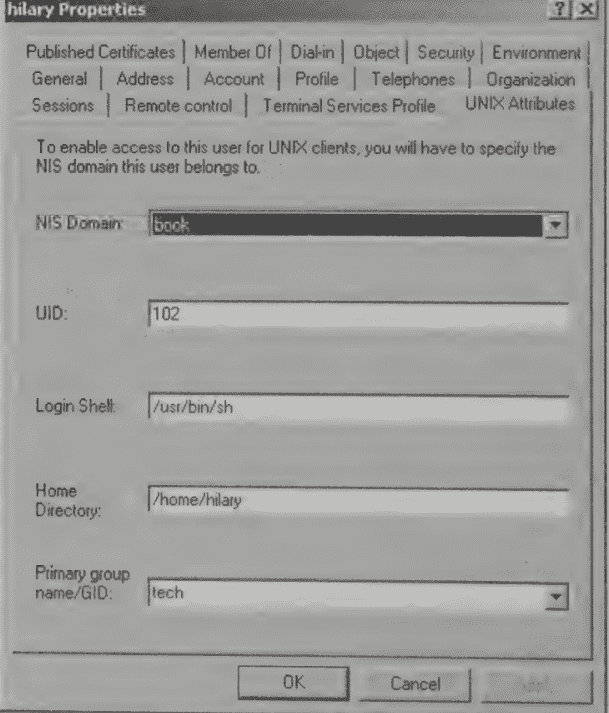 hilary Properties
Published Certificates Member Of Dial-in Object Security Environment
General Address Account Profile Telephones Organization
Sessions Remote control Terminal Services Profile UNIX Attributes
To enable access to this user for UNIX clients, you will have to specify the
NIS domain this user belongs to.
NIS Domain: book
UID: 102
Login Shell: /usr/bin/sh
Home
Directory: /home/hilary
Primary group
name/GID: tech
OK Cancel